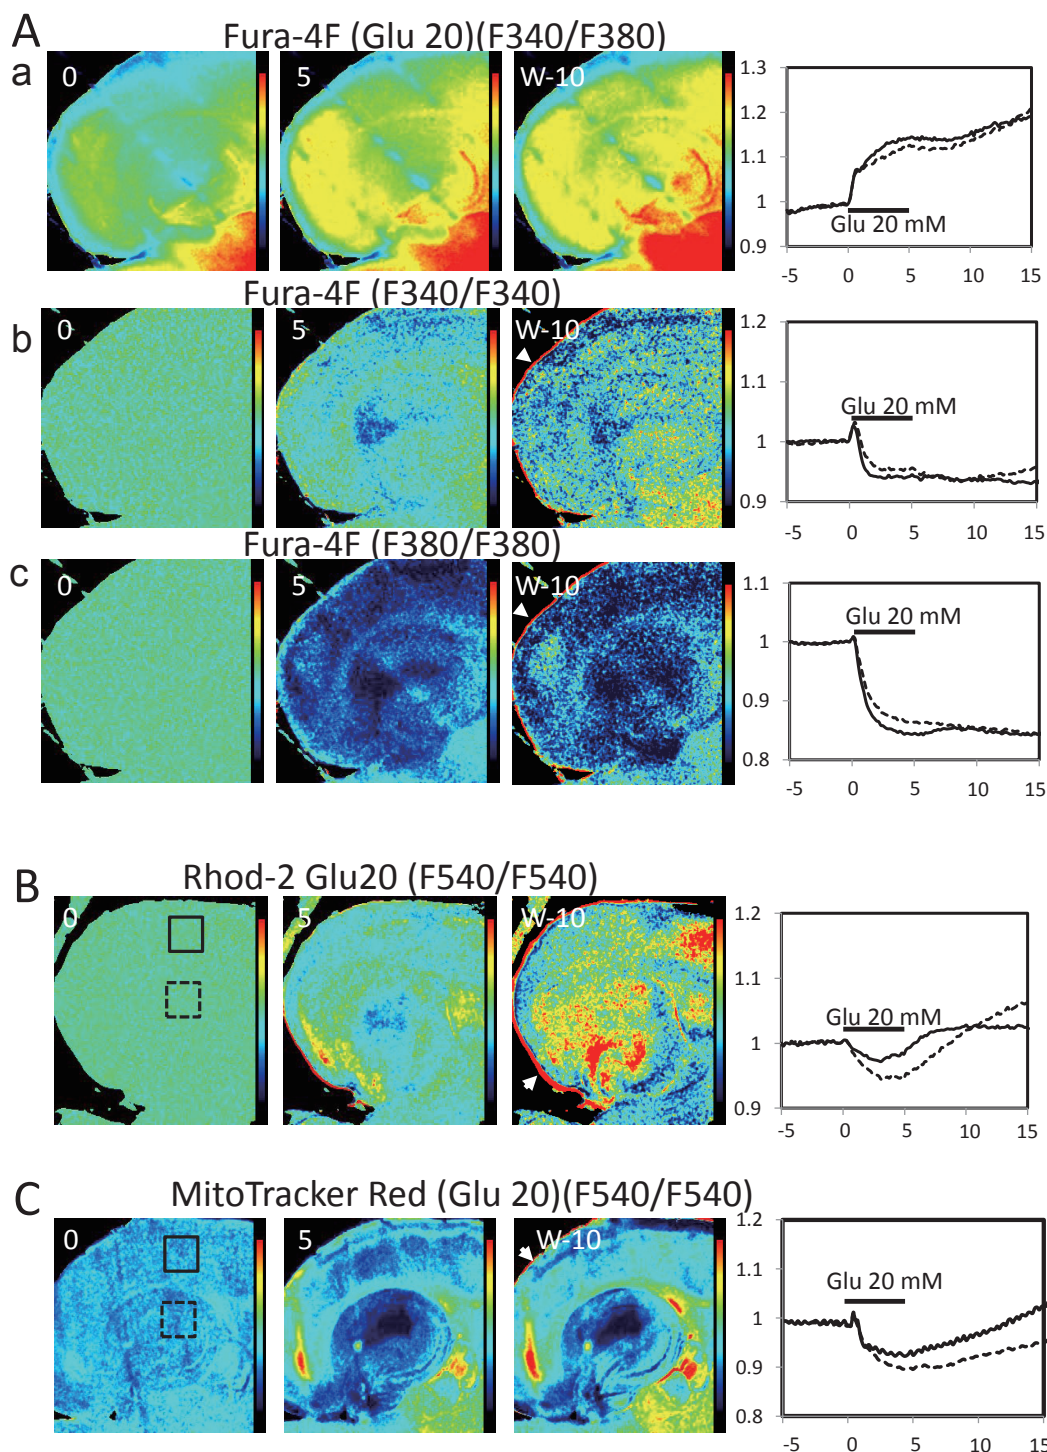 A
Fura-4F (Glu 20)(F340/F380)
a
0
5
W-10
1.3
1.2
1.1
1
0.9
Glu 20 mM
-5
0
5
10
15
Fura-4F (F340/F340)
b
0
5
W-10
1.2
1.1
1
0.9
Glu 20 mM
-5
0
5
10
15
Fura-4F (F380/F380)
c
0
5
W-10
1.1
1
0.9
0.8
Glu 20 mM
-5
0
5
10
15
B
Rhod-2 Glu20 (F540/F540)
0
5
W-10
1.2
1.1
1
0.9
Glu 20 mM
-5
0
5
10
15
C
MitoTracker Red (Glu 20)(F540/F540)
0
5
W-10
1.2
1.1
1
0.9
0.8
Glu 20 mM
-5
0
5
10
15